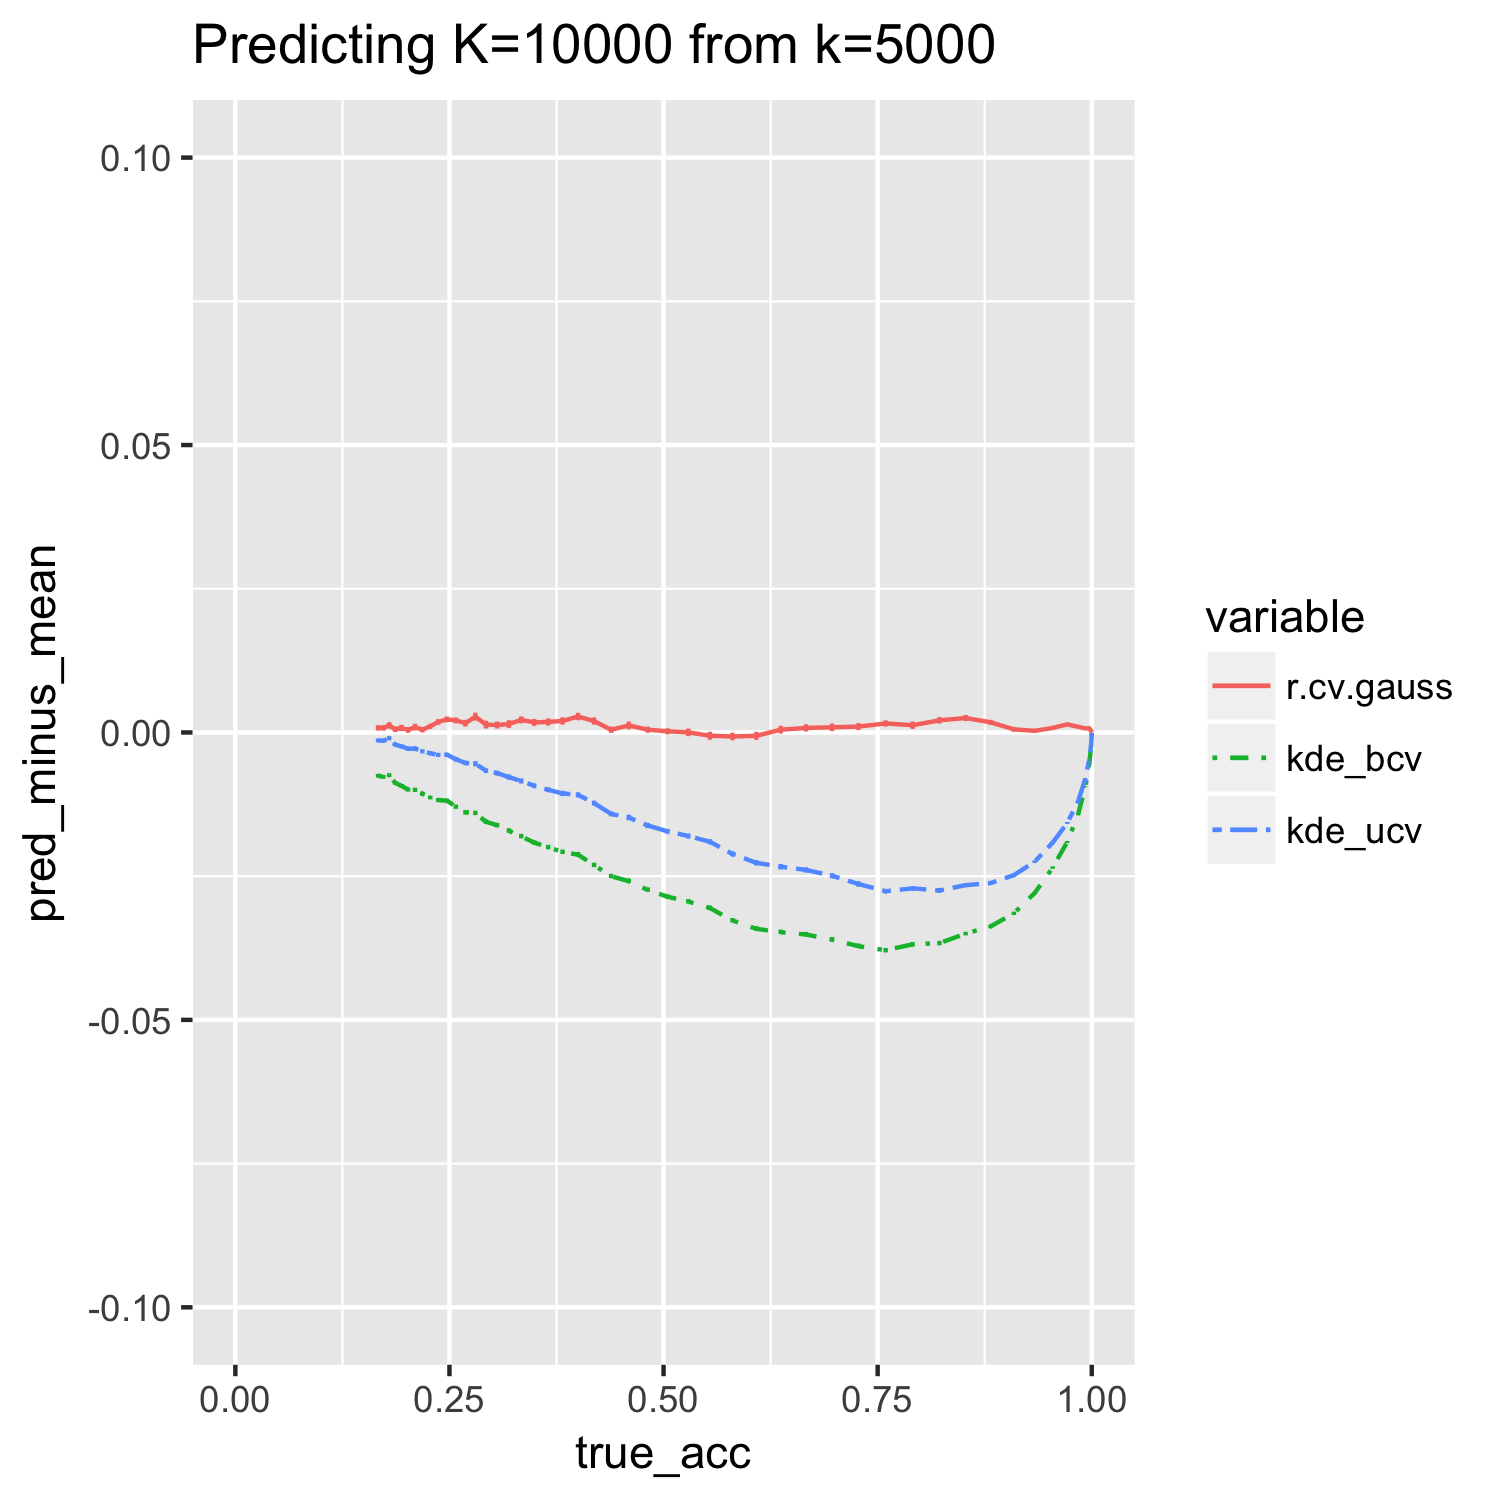 Predicting K=10000 from k=5000
pred_minus_mean
0.10
0.05
0.00
-0.05
-0.10
0.00 0.25 0.50 0.75 1.00
true_acc
variable
r.cv.gauss
kde_bcv
kde_ucv